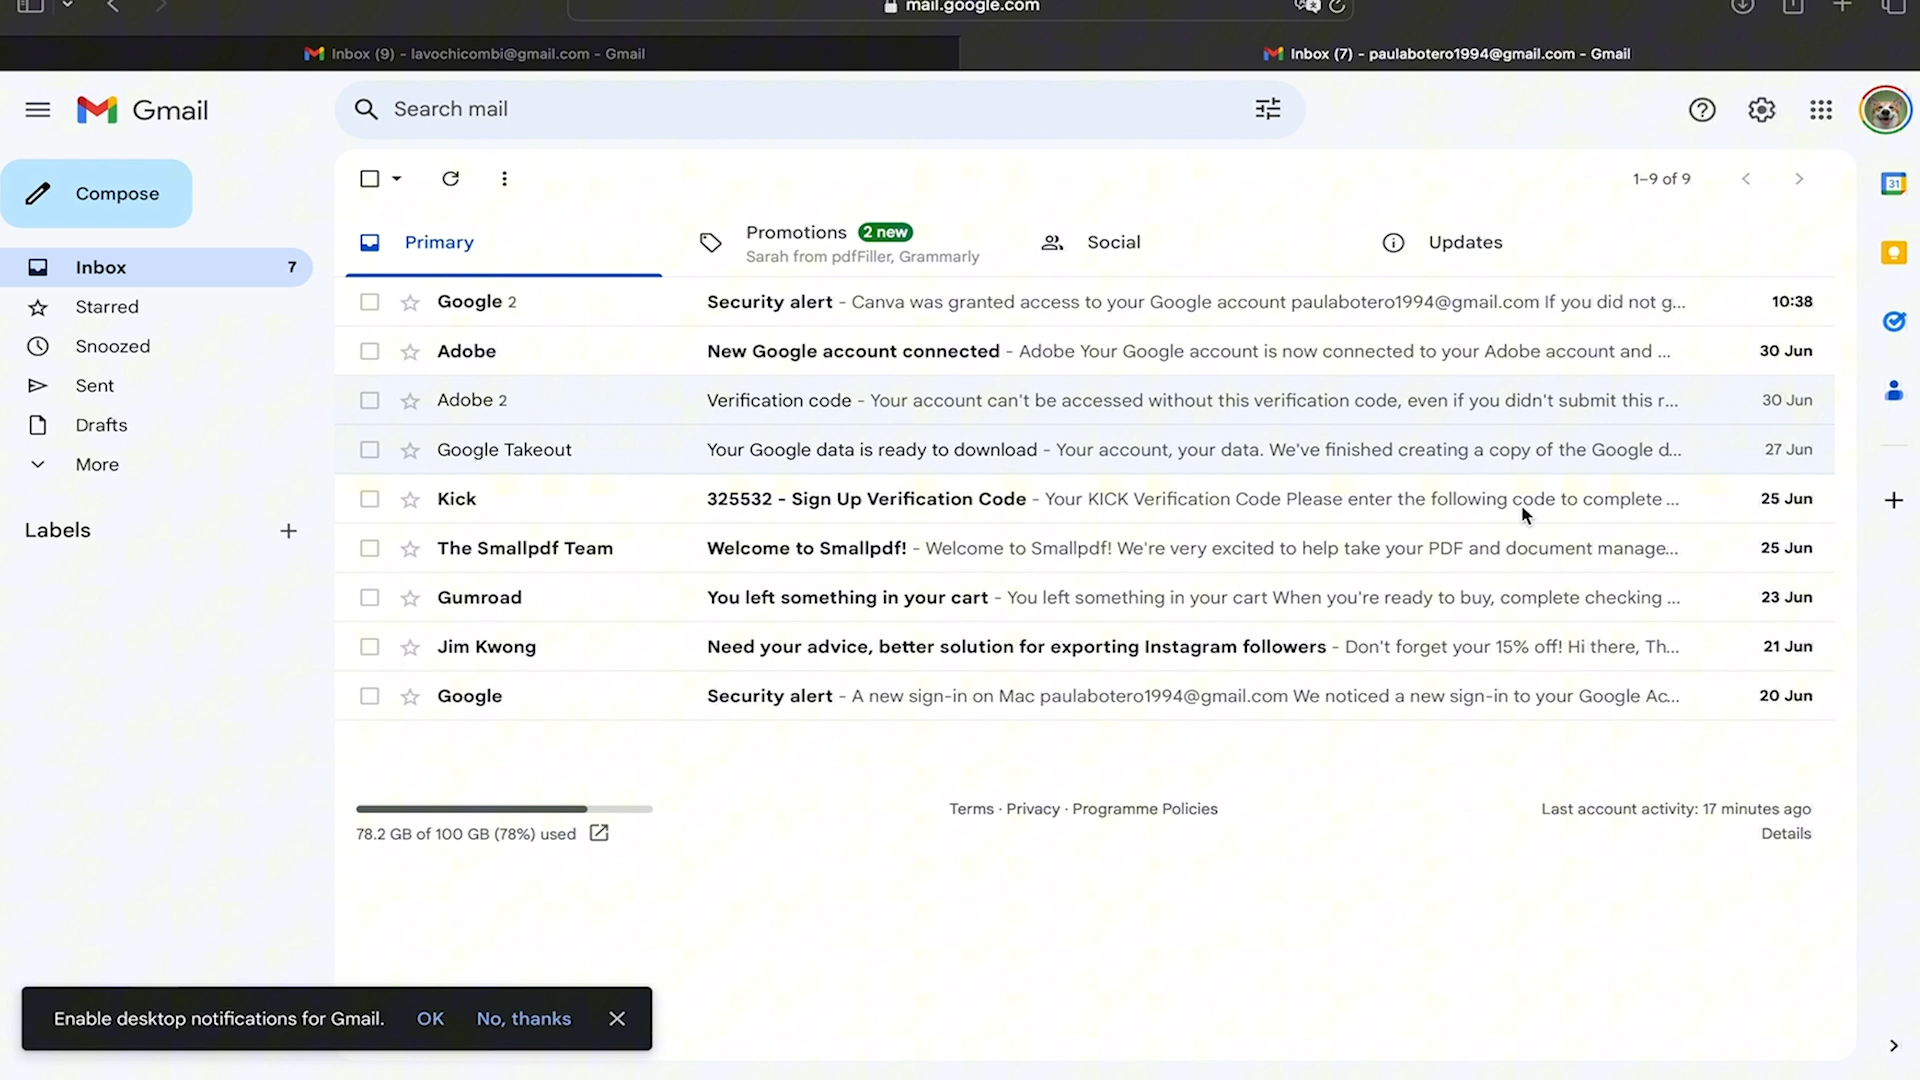 mail.google.com
Inbox (9) - lavochicombi@gmail.com - Gmail
Inbox (7) - paulabotero1994@gmail.com - Gmail
Gmail
Search mail
Compose
1–9 of 9
Primary
Promotions 2 new
Sarah from pdfFiller, Grammarly
Social
Updates
Inbox 7
Starred
Snoozed
Sent
Drafts
More
Labels
Google 2 Security alert - Canva was granted access to your Google account paulabotero1994@gmail.com If you did not g... 10:38
Adobe New Google account connected - Adobe Your Google account is now connected to your Adobe account and ... 30 Jun
Adobe 2 Verification code - Your account can't be accessed without this verification code, even if you didn't submit this r... 30 Jun
Google Takeout Your Google data is ready to download - Your account, your data. We've finished creating a copy of the Google d... 27 Jun
Kick 325532 - Sign Up Verification Code - Your KICK Verification Code Please enter the following code to complete ... 25 Jun
The Smallpdf Team Welcome to Smallpdf! - Welcome to Smallpdf! We're very excited to help take your PDF and document manage... 25 Jun
Gumroad You left something in your cart - You left something in your cart When you're ready to buy, complete checking ... 23 Jun
Jim Kwong Need your advice, better solution for exporting Instagram followers - Don't forget your 15% off! Hi there, Th... 21 Jun
Google Security alert - A new sign-in on Mac paulabotero1994@gmail.com We noticed a new sign-in to your Google Ac... 20 Jun
78.2 GB of 100 GB (78%) used
Terms · Privacy · Programme Policies
Last account activity: 17 minutes ago
Details
31
Enable desktop notifications for Gmail. OK No, thanks